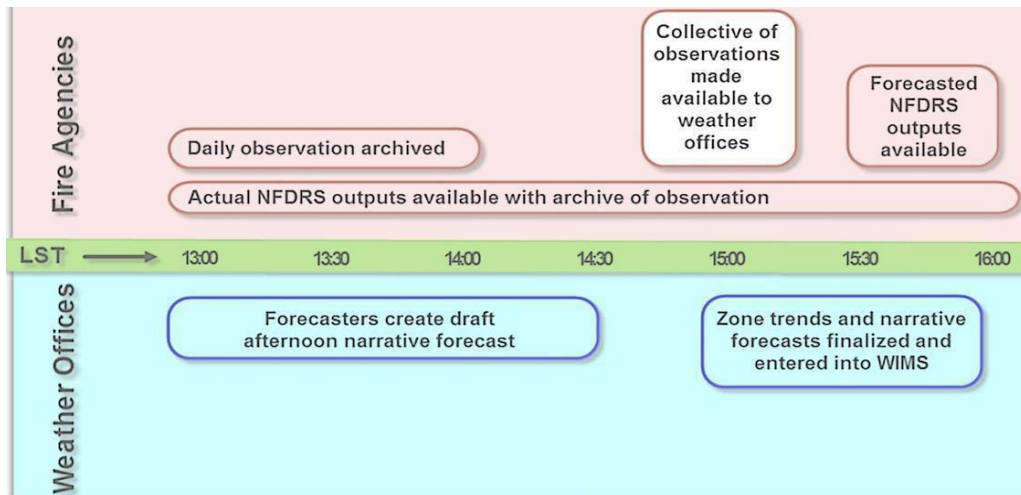 Fire Agencies
Collective of
observations
made
available to
weather
offices
Forecasted
NFDRS
outputs
available
Daily observation archived
Actual NFDRS outputs available with archive of observation
LST
13:00
13:30
14:00
14:30
15:00
15:30
16:00
Weather Offices
Forecasters create draft
afternoon narrative forecast
Zone trends and narrative
forecasts finalized and
entered into WIMS